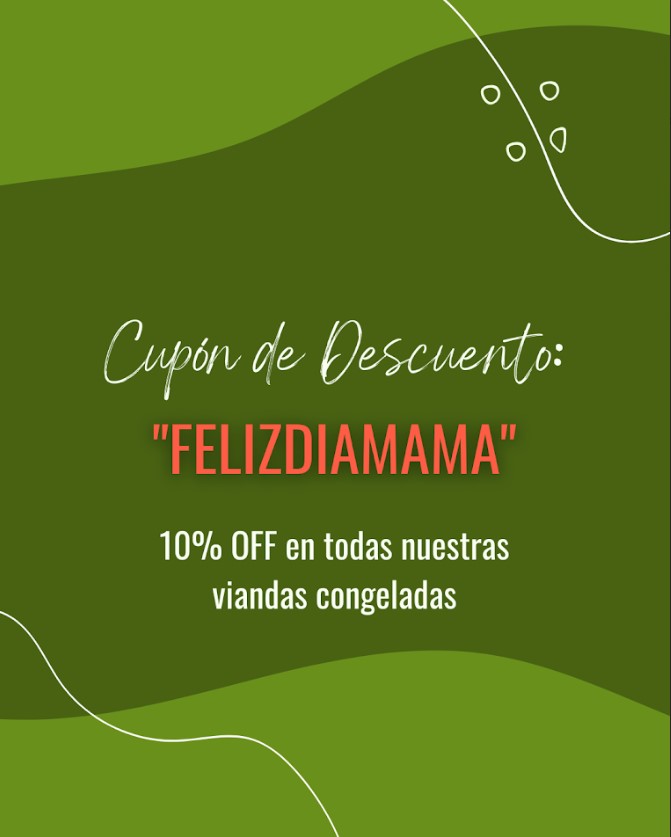 Cupón de Descuento:
"FELIZDIAMAMA"
10% OFF en todas nuestras
viandas congeladas